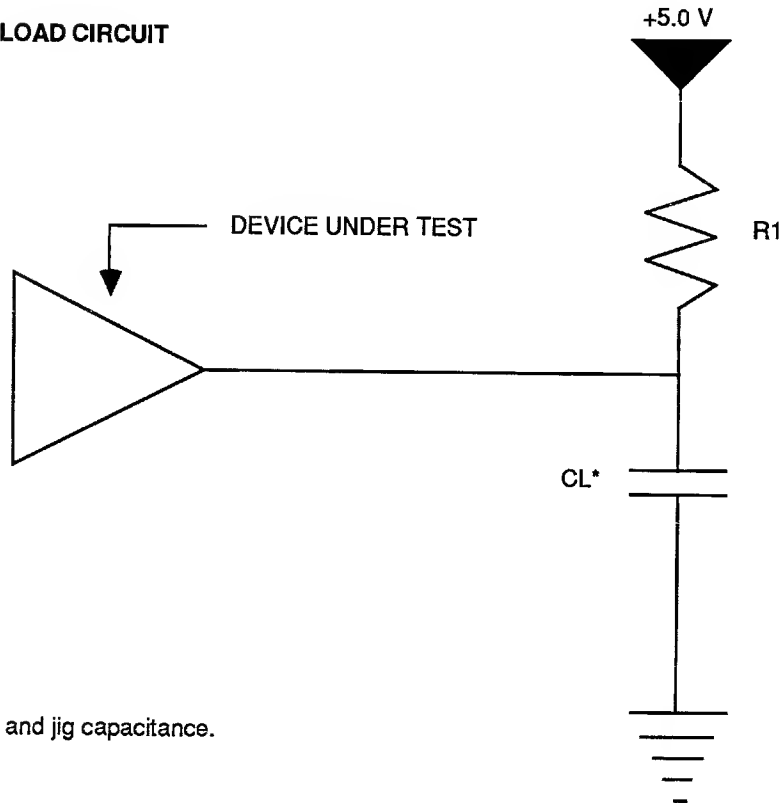 LOAD CIRCUIT
+5.0 V
DEVICE UNDER TEST
R1
CL*
and jig capacitance.